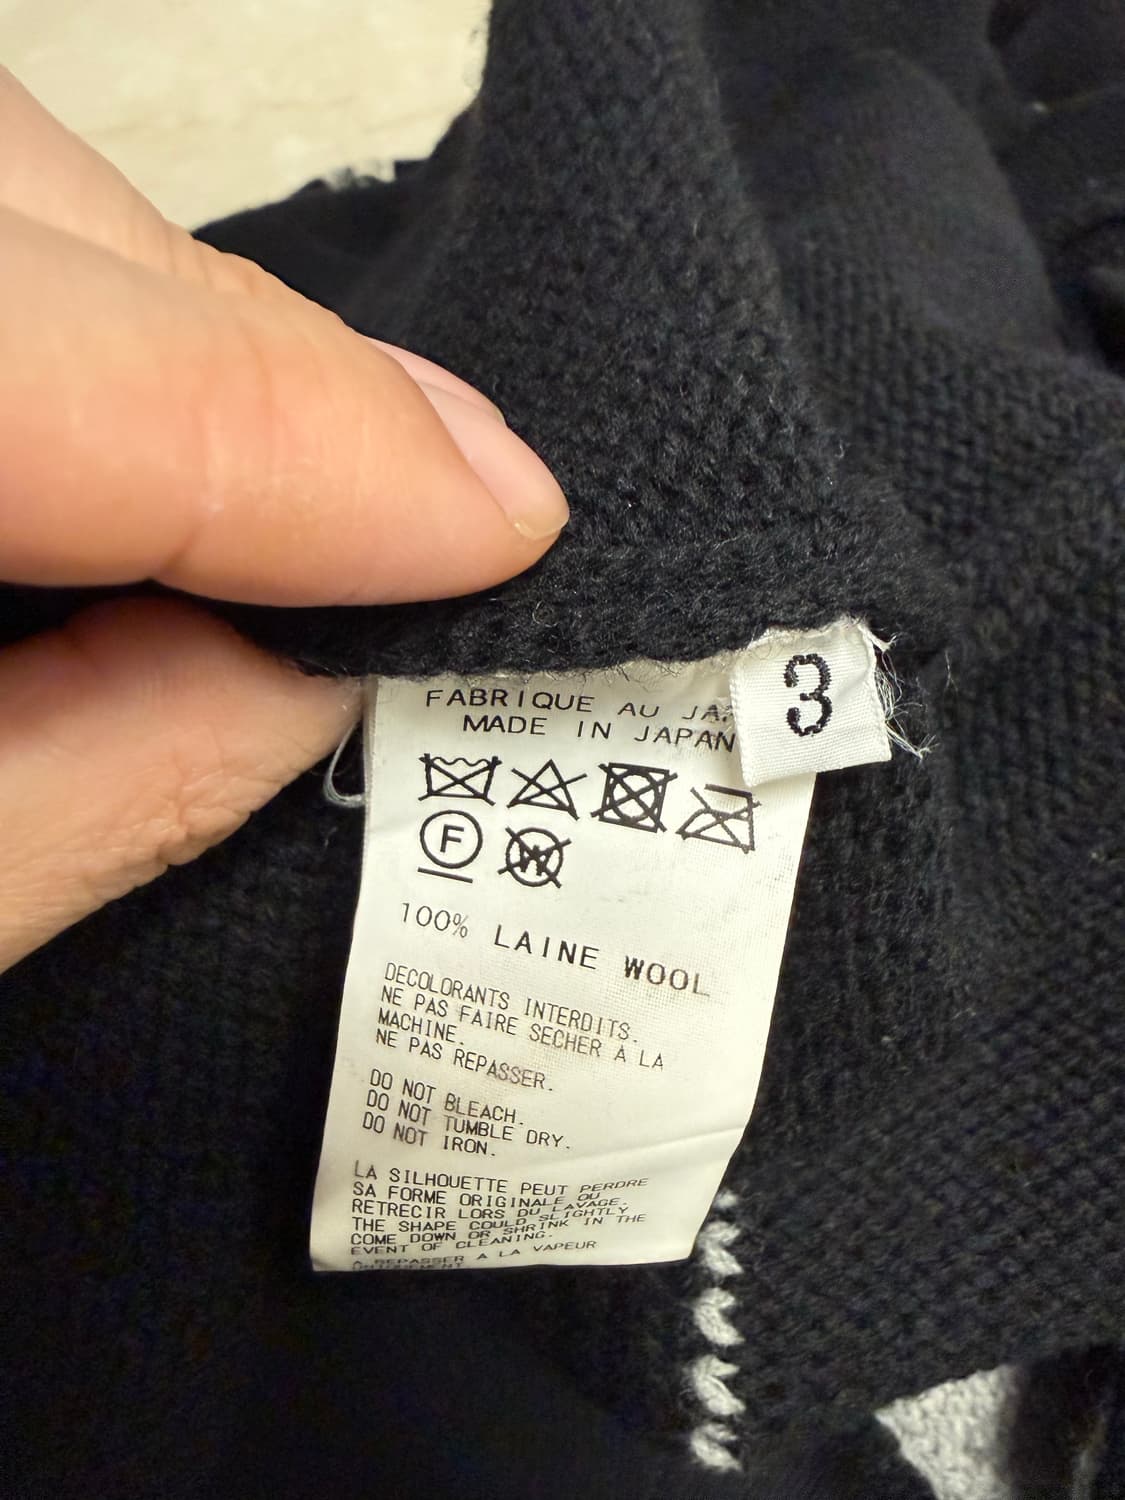 FABRIQUE AU
MADE IN JAPAN
3
F
W
100% LAINE WOOL
DECOLORANTS INTERDITS.
NE PAS FAIRE SECHER A LA
MACHINE.
NE PAS REPASSER.
DO NOT BLEACH.
DO NOT TUMBLE DRY.
DO NOT IRON.
LA SILHOUETTE PEUT PERDRE
SA FORME ORIGINALE OU
RETRECIR LORS DU LAVAGE.
THE SHAPE COULD SLIGHTLY
COME DOWN OR SHRINK IN THE
EVENT OF CLEANING.
REPASSER A LA VAPEUR